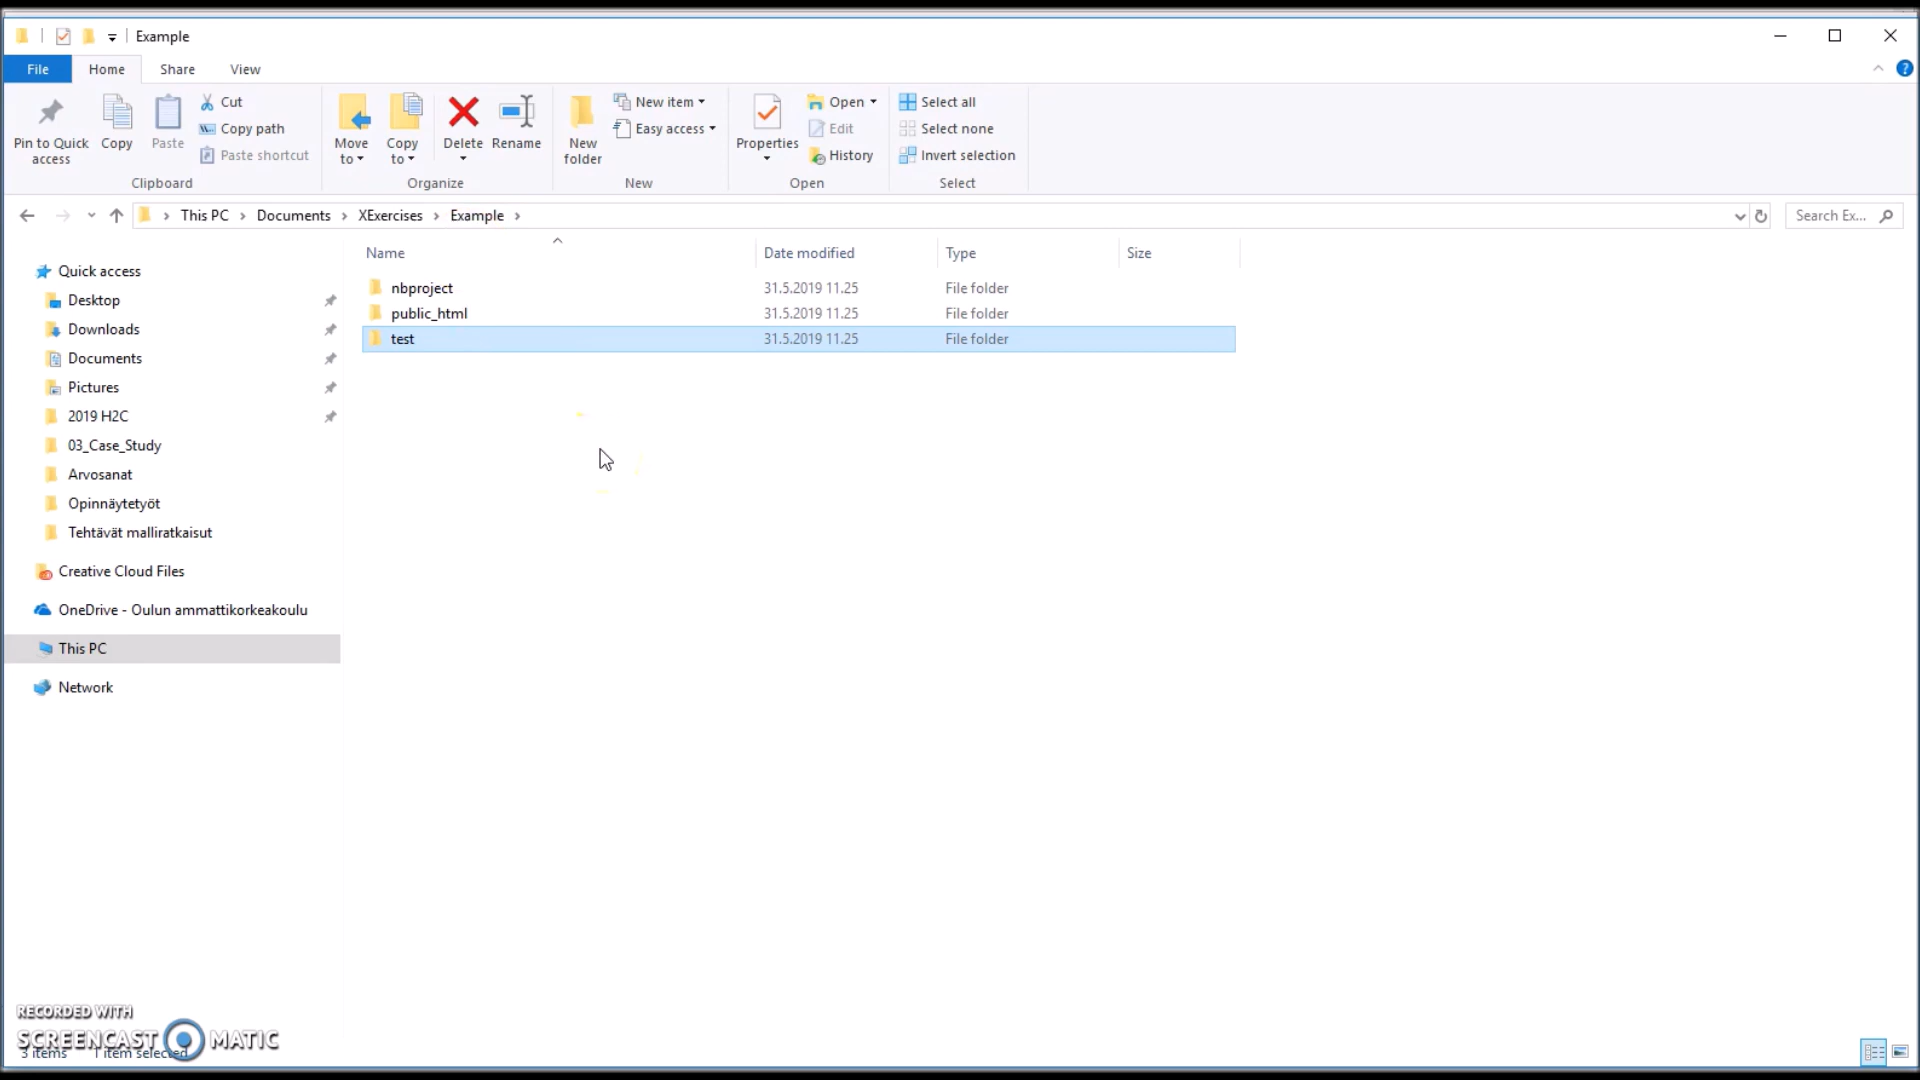 Example
File Home Share View
Pin to Quick access
Copy
Paste
Cut
Copy path
Paste shortcut
Clipboard
Move to
Copy to
Delete
Rename
Organize
New folder
New item
Easy access
New
Properties
Open
Edit
History
Open
Select all
Select none
Invert selection
Select
This PC Documents XExercises Example
Search Ex...
Name Date modified Type Size
nbproject 31.5.2019 11.25 File folder
public_html 31.5.2019 11.25 File folder
test 31.5.2019 11.25 File folder
Quick access
Desktop
Downloads
Documents
Pictures
2019 H2C
03_Case_Study
Arvosanat
Opinnäytetyöt
Tehtävät malliratkaisut
Creative Cloud Files
OneDrive - Oulun ammattikorkeakoulu
This PC
Network
RECORDED WITH
SCREENCAST MATIC
3 items 1 item selected